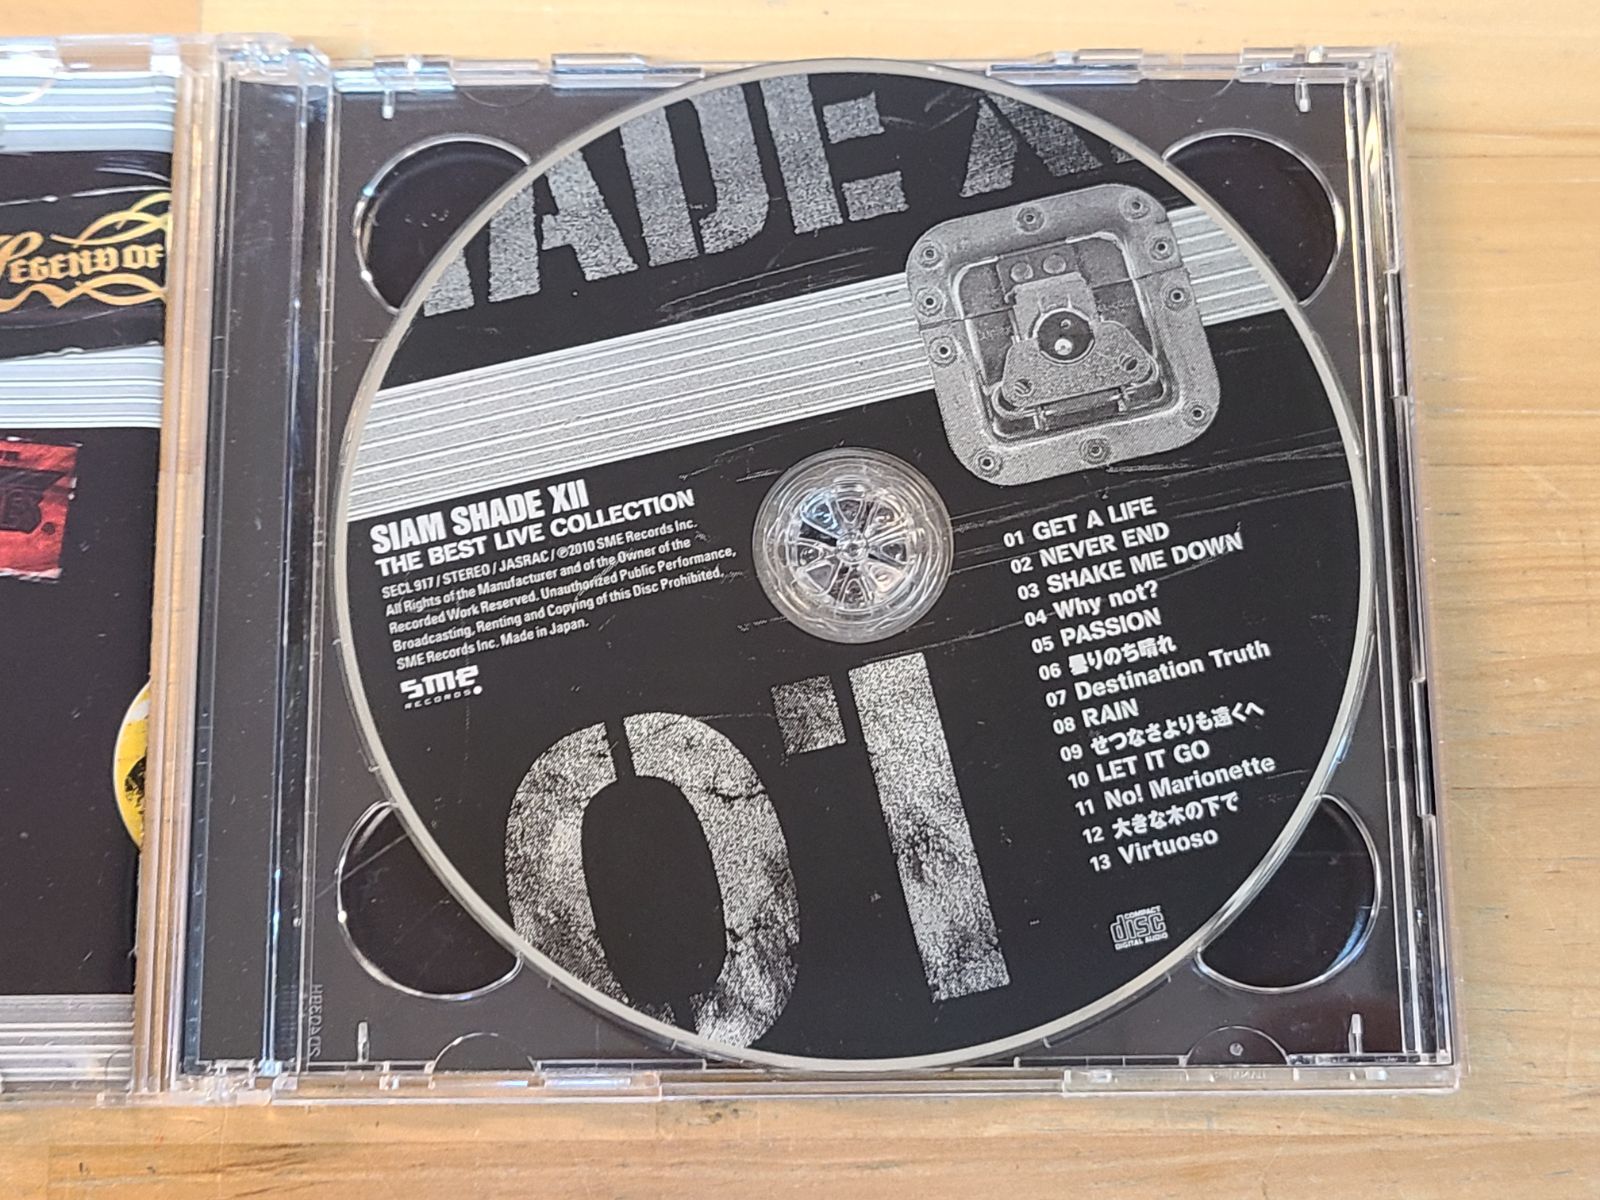 LEGEND OF
ADE XI
SIAM SHADE XII
THE BEST LIVE COLLECTION
SECL 917 / STEREO / JASRAC / ℗2010 SME Records Inc.
All Rights of the Manufacturer and of the Owner of the
Recorded Work Reserved. Unauthorized Public Performance,
Broadcasting, Renting and Copying of this Disc Prohibited.
SME Records Inc. Made in Japan.
sme
RECORDS.
01 GET A LIFE
02 NEVER END
03 SHAKE ME DOWN
04 Why not?
05 PASSION
06 曇りのち晴れ
07 Destination Truth
08 RAIN
09 せつなさよりも遠くへ
10 LET IT GO
11 No! Marionette
12 大きな木の下で
13 Virtuoso
01
COMPACT
disc
DIGITAL AUDIO